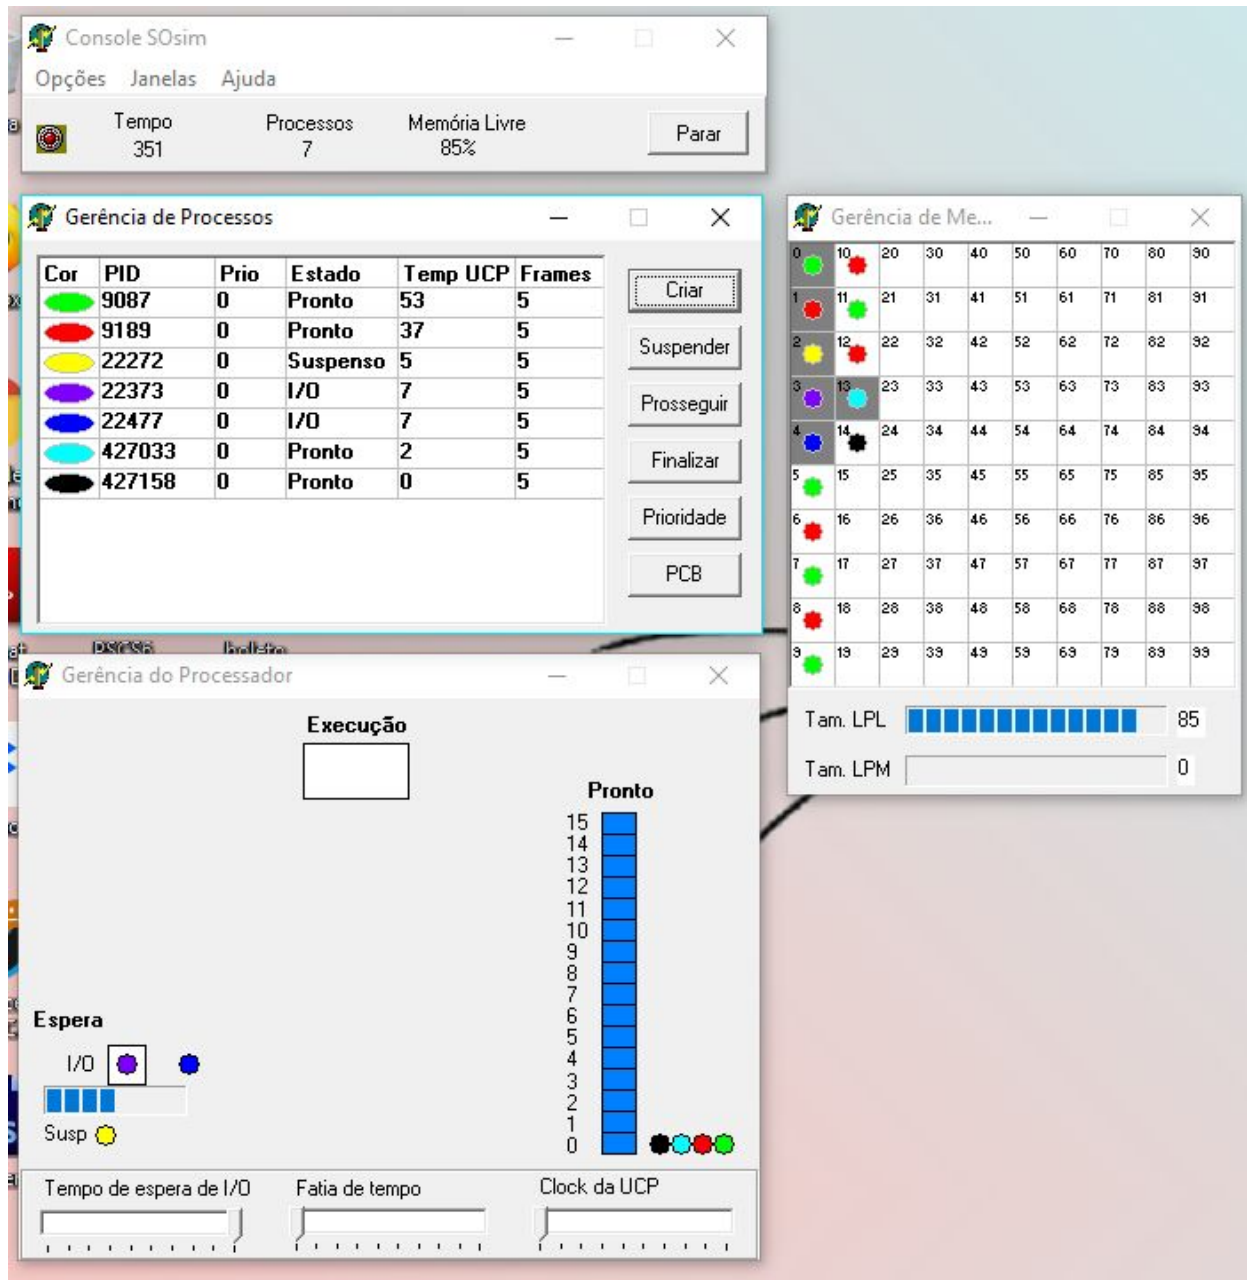 Console SOsim
Opções Janelas Ajuda
Tempo Processos Memória Livre
351 7 85%
Parar
Gerência de Processos
Cor PID Prio Estado Temp UCP Frames
9087 0 Pronto 53 5
9189 0 Pronto 37 5
22272 0 Suspenso 5 5
22373 0 I/O 7 5
22477 0 I/O 7 5
427033 0 Pronto 2 5
427158 0 Pronto 0 5
Criar
Suspender
Prosseguir
Finalizar
Prioridade
PCB
Gerência de Me...
0 10 20 30 40 50 60 70 80 90
1 11 21 31 41 51 61 71 81 91
2 12 22 32 42 52 62 72 82 92
3 13 23 33 43 53 63 73 83 93
4 14 24 34 44 54 64 74 84 94
5 15 25 35 45 55 65 75 85 95
6 16 26 36 46 56 66 76 86 96
7 17 27 37 47 57 67 77 87 97
8 18 28 38 48 58 68 78 88 98
9 19 29 39 49 59 69 79 89 99
Tam. LPL 85
Tam. LPM 0
Gerência do Processador
Execução
Pronto
15
14
13
12
11
10
9
8
7
6
5
4
3
2
1
0
Espera
I/O
Susp
Tempo de espera de I/O Fatia de tempo Clock da UCP